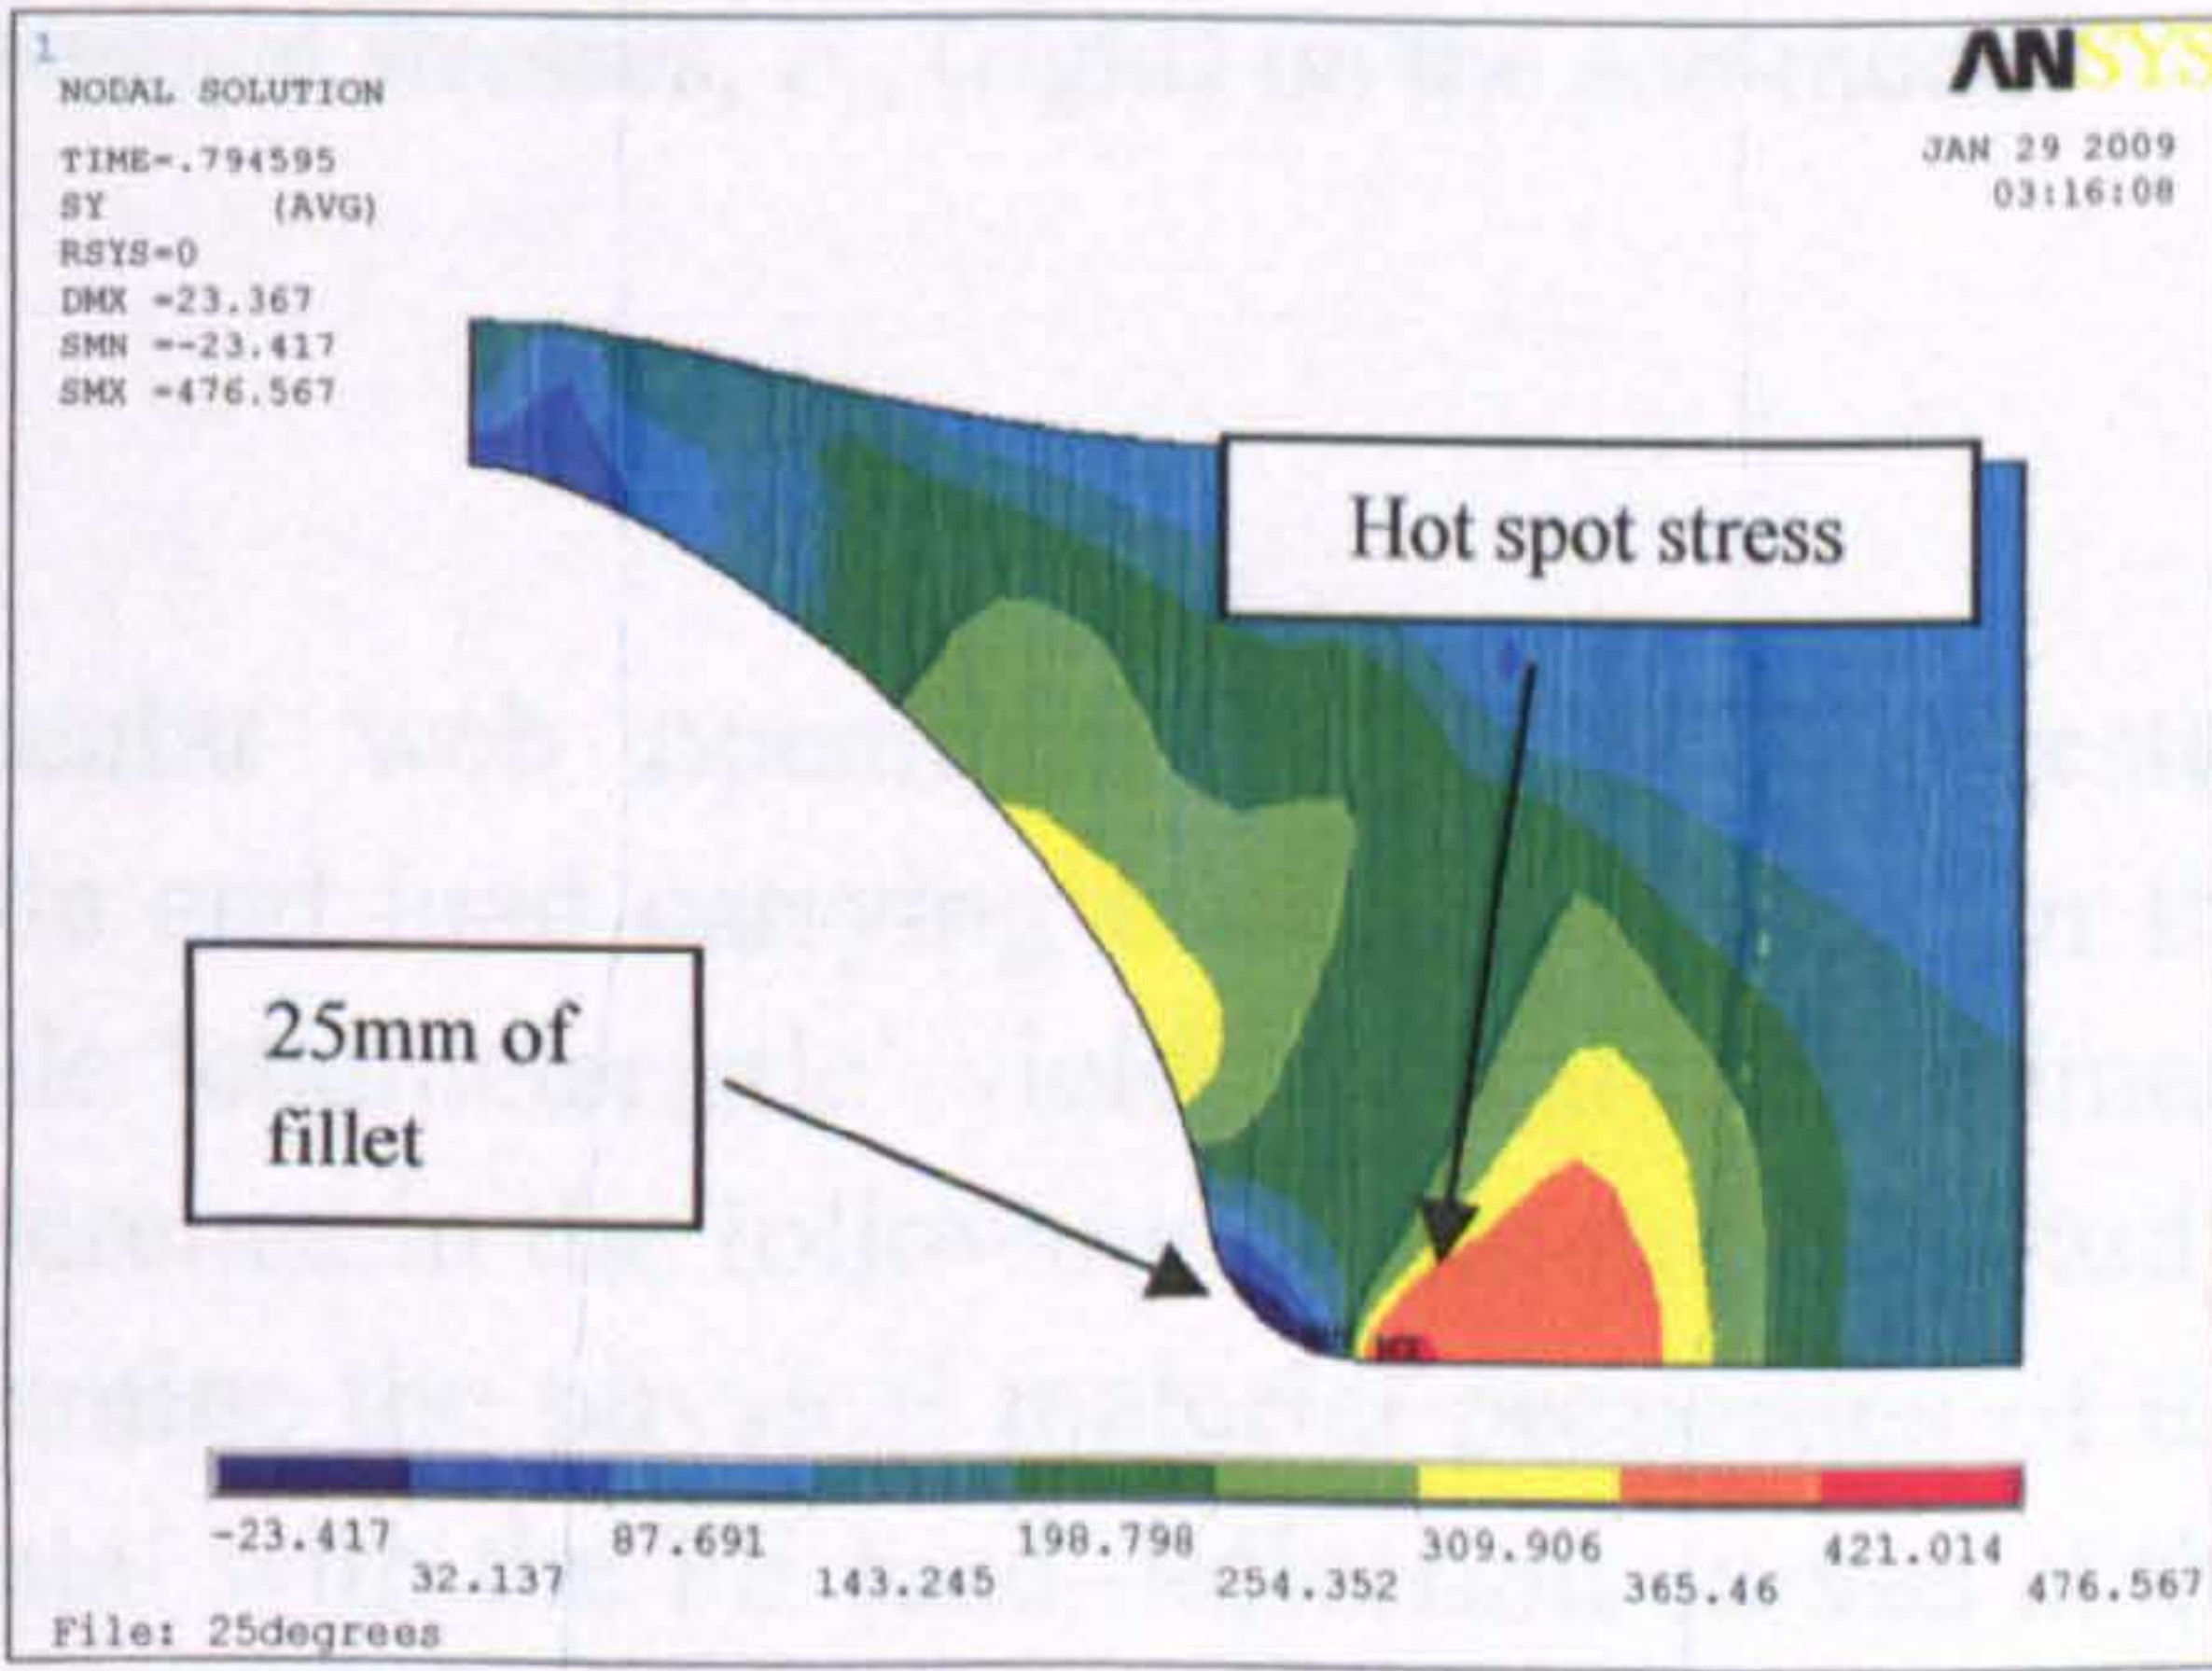 1
NODAL SOLUTION
TIME=.794595
SY (AVG)
RSYS=0
DMX =23.367
SMN =-23.417
SMX =476.567
ANSYS
JAN 29 2009
03:16:08
Hot spot stress
25mm of
fillet
MX
-23.417
32.137
87.691
143.245
198.798
254.352
309.906
365.46
421.014
476.567
File: 25degrees